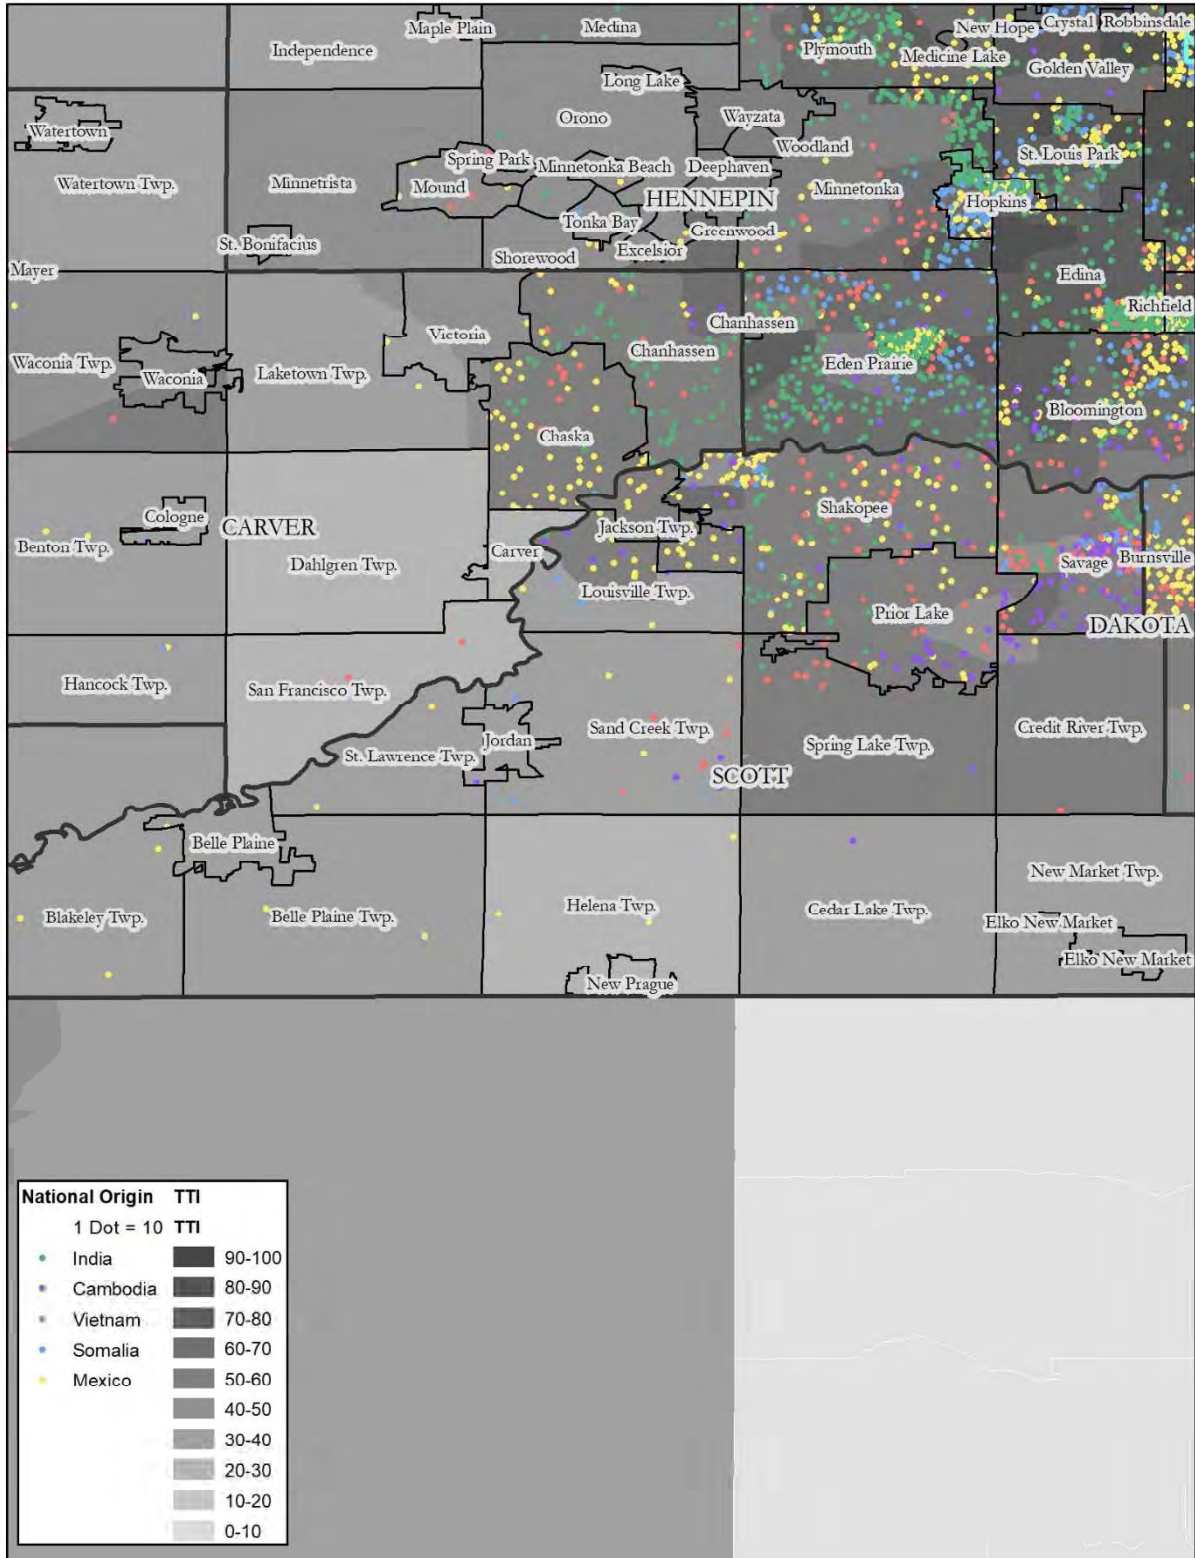 Maple Plain
Medina
New Hope
Crystal
Robbinsdale
Independence
Plymouth
Medicine Lake
Golden Valley
Long Lake
Watertown
Orono
Wayzata
Woodland
St. Louis Park
Watertown Twp.
Minnetrista
Spring Park
Mound
Minnetonka Beach
Deephaven
Minnetonka
HENNEPIN
Hopkins
Tonka Bay
Greenwood
St. Bonifacius
Shorewood
Excelsior
Mayer
Edina
Richfield
Victoria
Chanhassen
Waconia Twp.
Waconia
Laketown Twp.
Chanhassen
Eden Prairie
Bloomington
Chaska
Cologne
CARVER
Jackson Twp.
Shakopee
Benton Twp.
Dahlgren Twp.
Carver
Louisville Twp.
Savage
Burnsville
Prior Lake
DAKOTA
Hancock Twp.
San Francisco Twp.
Sand Creek Twp.
Credit River Twp.
Jordan
St. Lawrence Twp.
Spring Lake Twp.
SCOTT
Belle Plaine
New Market Twp.
Blakeley Twp.
Belle Plaine Twp.
Helena Twp.
Cedar Lake Twp.
Elko New Market
Elko New Market
New Prague
National Origin TTI
1 Dot = 10 TTI
India 90-100
Cambodia 80-90
Vietnam 70-80
Somalia 60-70
Mexico 50-60
40-50
30-40
20-30
10-20
0-10